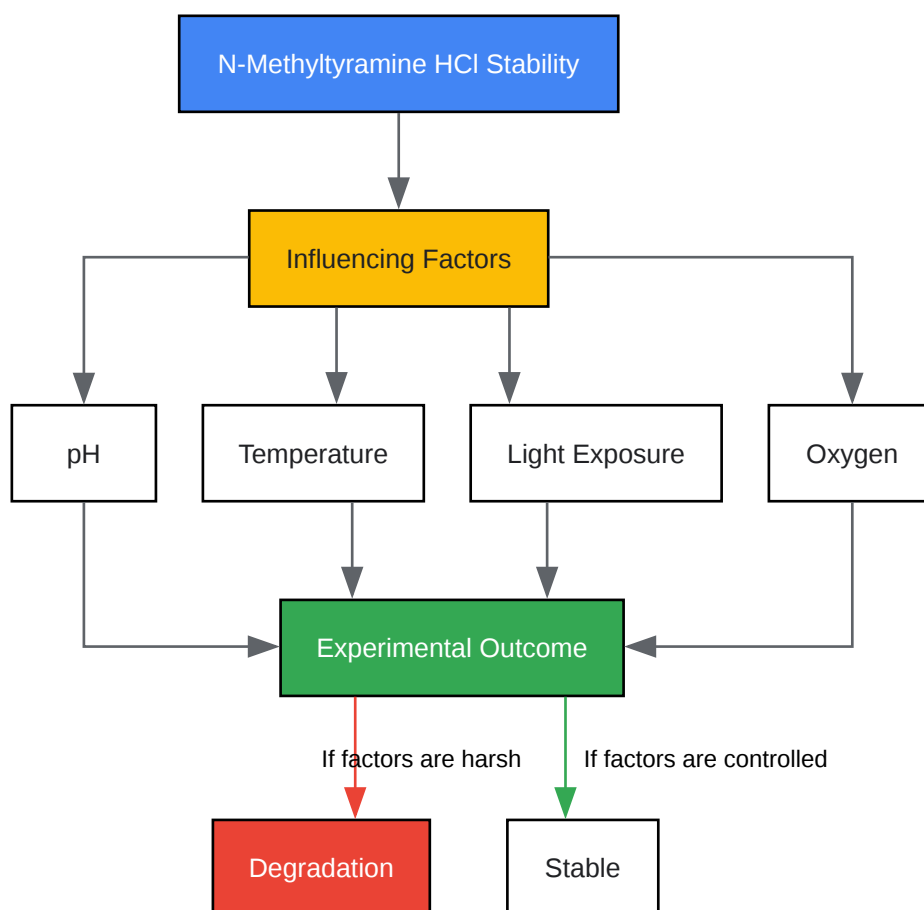 N-Methyltyramine HCl Stability
Influencing Factors
pH
Temperature
Light Exposure
Oxygen
Experimental Outcome
If factors are harsh
If factors are controlled
Degradation
Stable